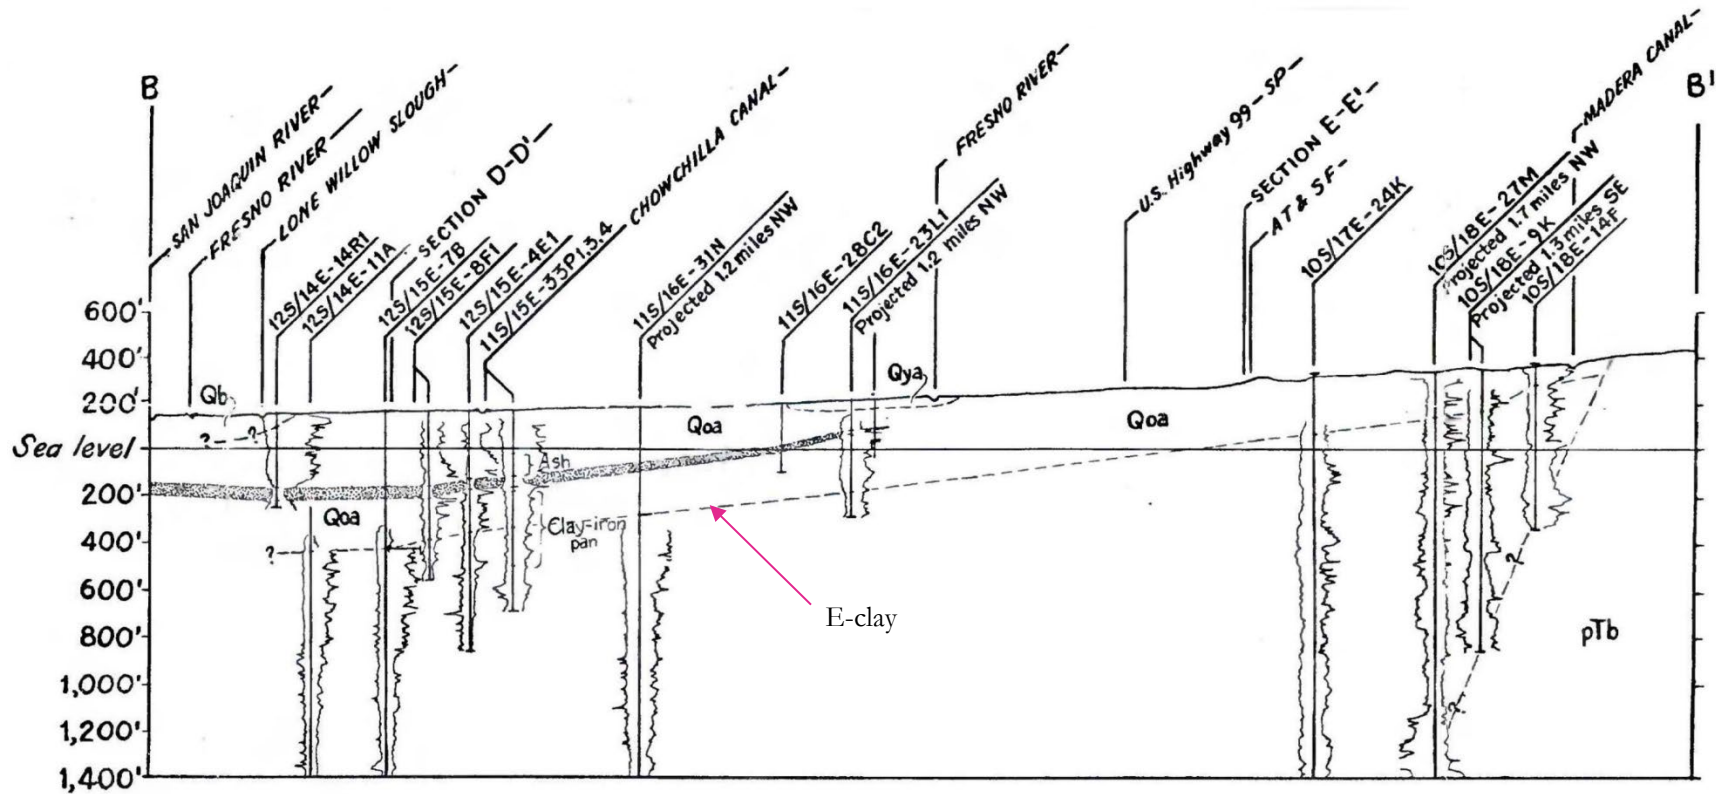 B
SAN JOAQUIN RIVER
FRESNO RIVER
LONE WILLOW SLOUGH
12S/14E-14R1
12S/14E-11A
SECTION D-D'
12S/15E-7B
12S/15E-8F1
12S/15E-4E1
11S/15E-33P1,3,4
CHOWCHILLA CANAL
11S/16E-31N
Projected 1.2 miles NW
11S/16E-28C2
11S/16E-23L1
Projected 1.2 miles NW
FRESNO RIVER
U.S. Highway 99-SP
SECTION E-E'
AT & SF
10S/17E-24K
10S/18E-27M
Projected 1.7 miles NW
10S/18E-9K
Projected 1.3 miles SE
10S/18E-14F
MADERA CANAL
B'
600'
400'
200'
Sea level
200'
400'
600'
800'
1,000'
1,200'
1,400'
Qb
? ?
Qoa
Qya
Qoa
Ash
Qoa
Clay-iron
pan
?
E-clay
?
pTb
?